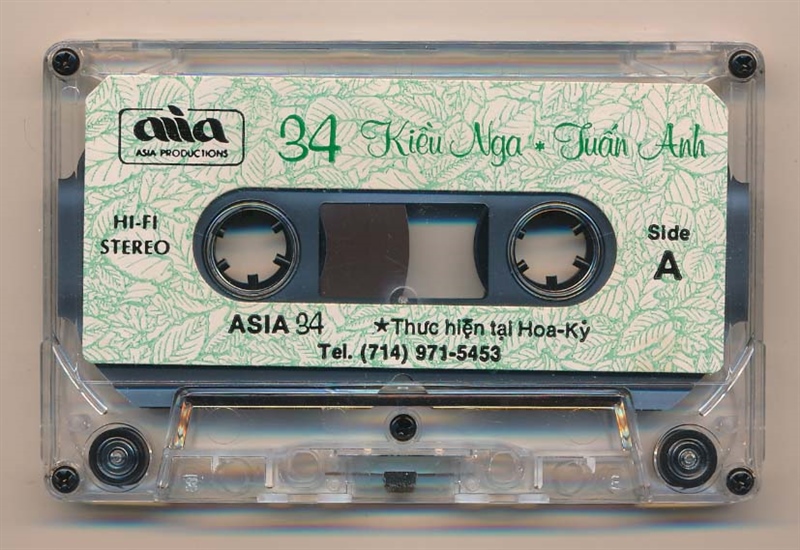 asia
ASIA PRODUCTIONS
34 Kiều Nga * Tuấn Anh
HI-FI
STEREO
Side
A
ASIA 34 ★Thưc hiện tại Hoa-Kỳ
Tel. (714) 971-5453